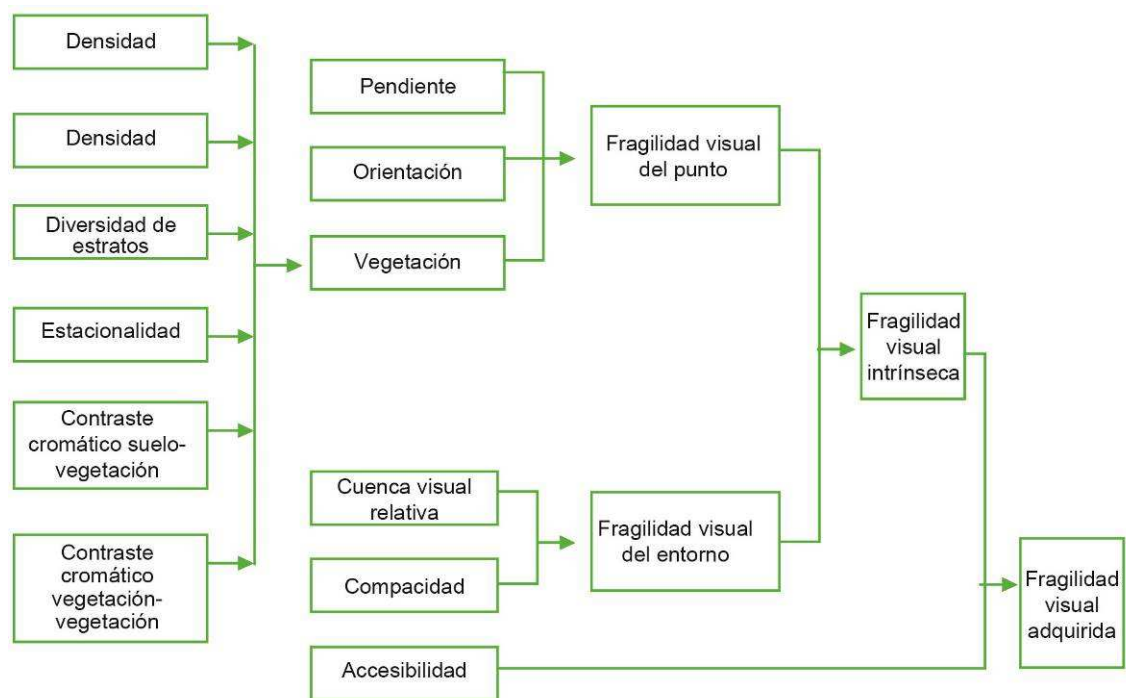 Densidad
Densidad
Diversidad de
estratos
Estacionalidad
Contraste
cromático suelo-
vegetación
Contraste
cromático
vegetación-
vegetación
Pendiente
Orientación
Vegetación
Cuenca visual
relativa
Compacidad
Accesibilidad
Fragilidad visual
del punto
Fragilidad visual
del entorno
Fragilidad
visual
intrínseca
Fragilidad
visual
adquirida